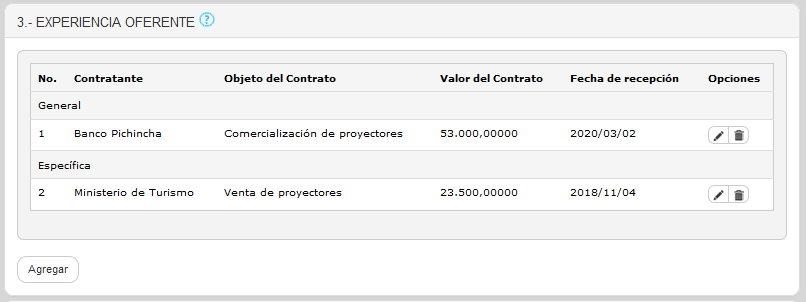 3.- EXPERIENCIA OFERENTE ?
No. Contratante Objeto del Contrato Valor del Contrato Fecha de recepción Opciones
General
1 Banco Pichincha Comercialización de proyectores 53.000,00000 2020/03/02
Específica
2 Ministerio de Turismo Venta de proyectores 23.500,00000 2018/11/04
Agregar